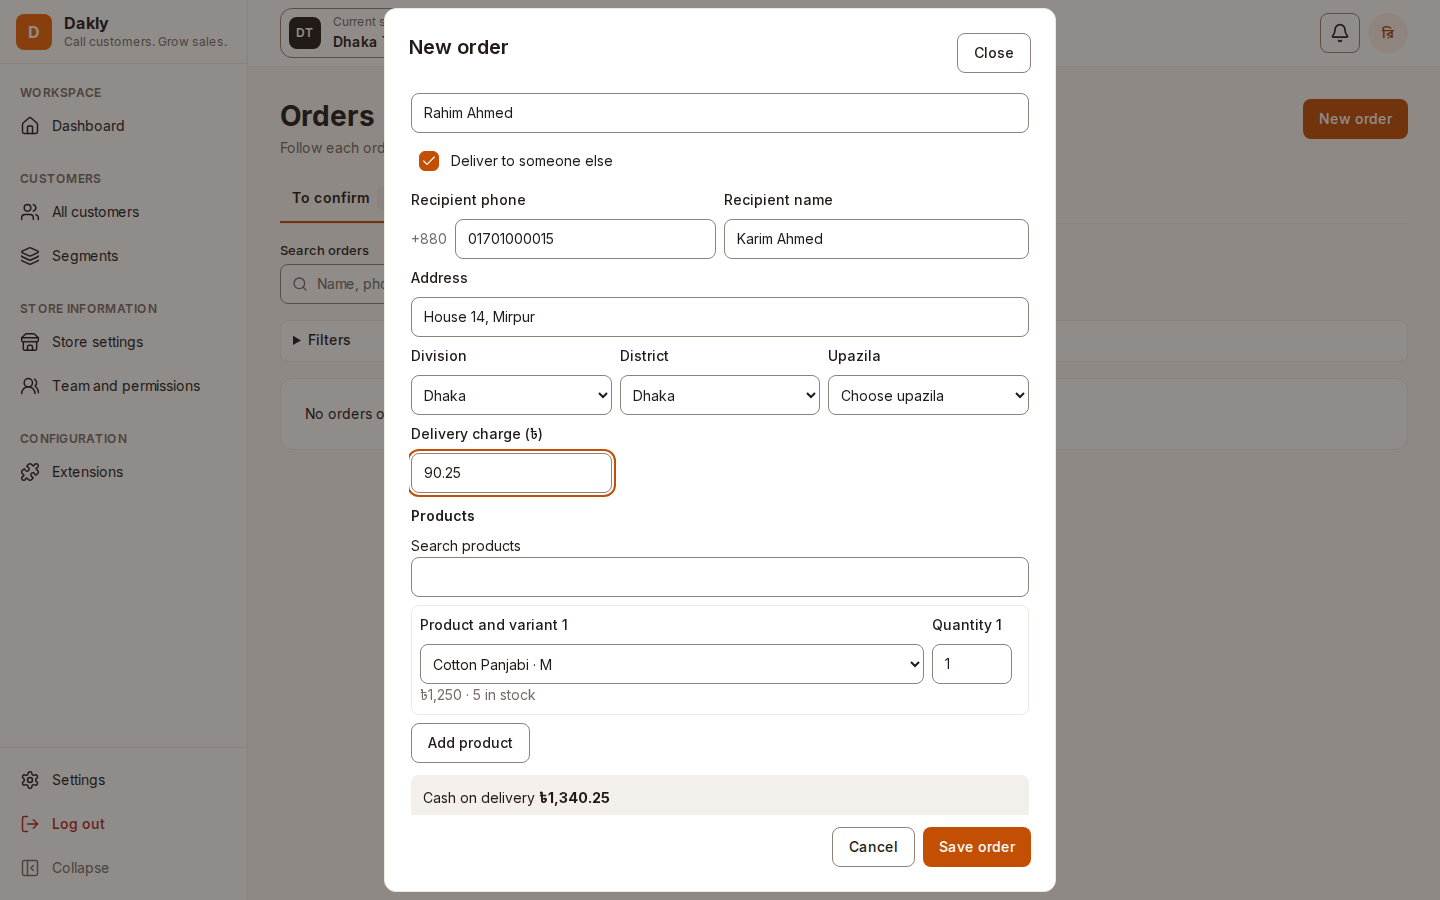 D
Dakly
Call customers. Grow sales.
WORKSPACE
Dashboard
CUSTOMERS
All customers
Segments
STORE INFORMATION
Store settings
Team and permissions
CONFIGURATION
Extensions
Settings
Log out
Collapse
DT
Current s
Dhaka
রি
Orders
Follow each ord
New order
To confirm
Search orders
Name, pho
Filters
No orders o
New order
Close
Rahim Ahmed
Deliver to someone else
Recipient phone
Recipient name
+880
01701000015
Karim Ahmed
Address
House 14, Mirpur
Division
District
Upazila
Dhaka
Dhaka
Choose upazila
Delivery charge (৳)
90.25
Products
Search products
Product and variant 1
Quantity 1
Cotton Panjabi · M
1
৳1,250 · 5 in stock
Add product
Cash on delivery ৳1,340.25
Cancel
Save order